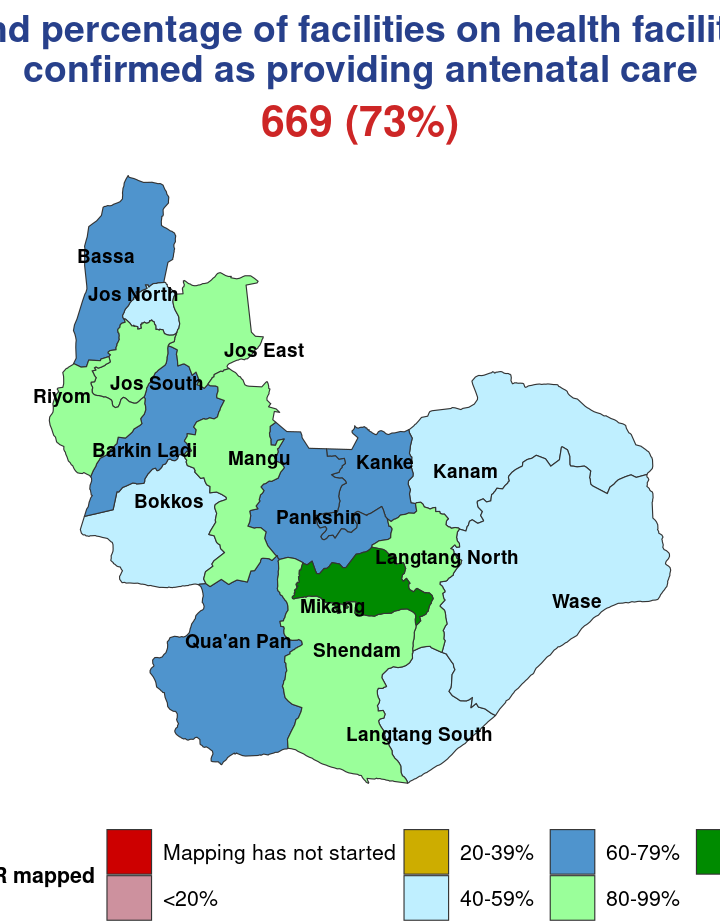 percentage of facilities on health
confirmed as providing antenatal care
669 (73%)
Bassa
Jos North
Jos East
Riyom
Jos South
Barkin Ladi
Mangu
Kanke
Kanam
Bokkos
Pankshin
Langtang North
Mikang
Wase
Qua'an Pan
Shendam
Langtang South
Mapping has not started
20-39%
60-79%
mapped
<20%
40-59%
80-99%